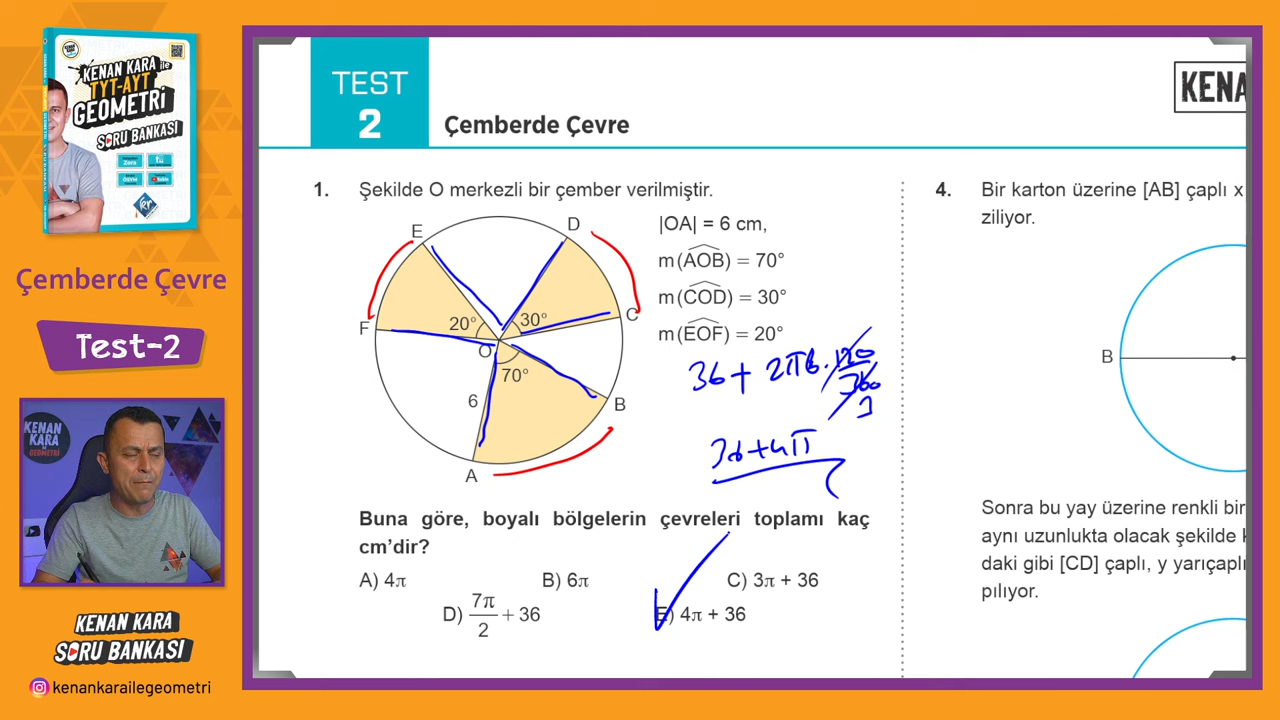 KENAN KARA ile
TYT-AYT
GEOMETRİ
SORU BANKASI
Çemberde Çevre
Test-2
KENAN
KARA
GEOMETRİ
KENAN KARA
SORU BANKASI
kenankarailegeometri
TEST
2
Çemberde Çevre
KENA
1. Şekilde O merkezli bir çember verilmiştir.
|OA| = 6 cm,
m(AOB) = 70°
m(COD) = 30°
m(EOF) = 20°
E
D
F
C
20°
30°
O
70°
6
B
A
36 + 2π6 · 120/360
3
36+4π
Buna göre, boyalı bölgelerin çevreleri toplamı kaç
cm'dir?
A) 4π B) 6π C) 3π + 36
D) 7π/2 + 36 E) 4π + 36
4. Bir karton üzerine [AB] çaplı x
ziliyor.
B
Sonra bu yay üzerine renkli bir
aynı uzunlukta olacak şekilde k
daki gibi [CD] çaplı, y yarıçaplı
pılıyor.